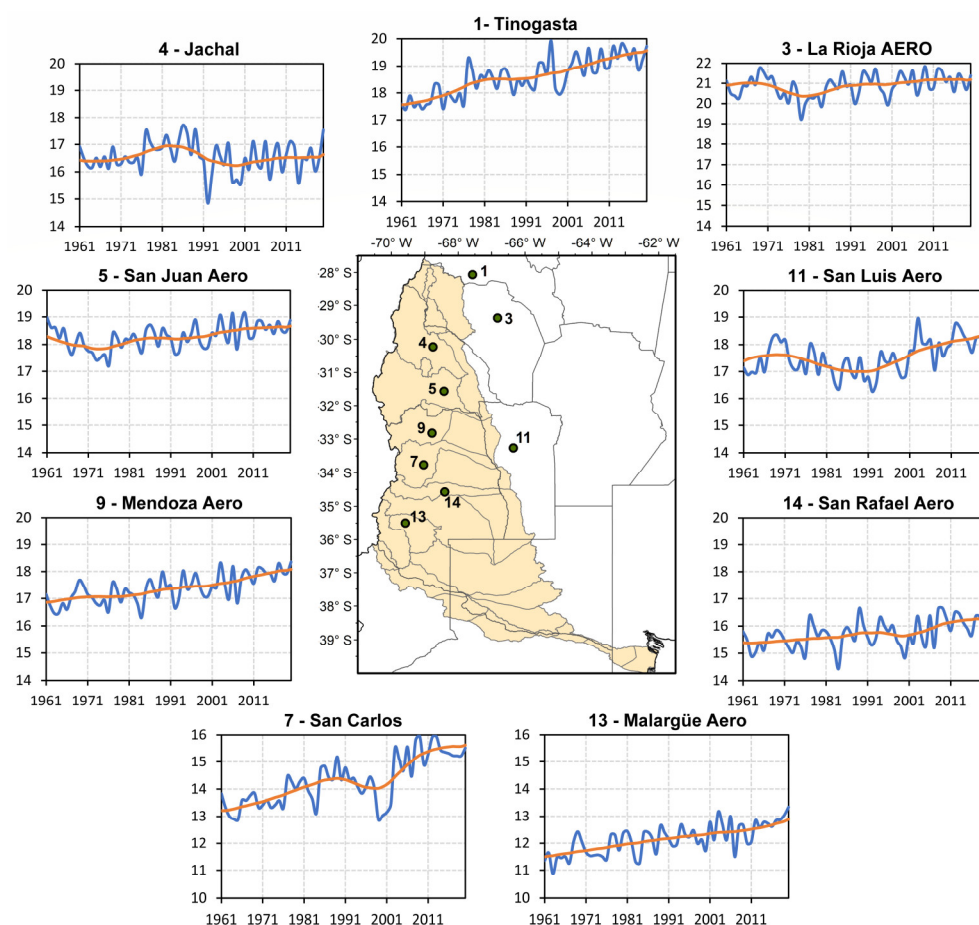 1- Tinogasta
20
19
18
17
16
15
14
1961 1971 1981 1991 2001 2011
4 - Jachal
20
19
18
17
16
15
14
1961 1971 1981 1991 2001 2011
3 - La Rioja AERO
22
21
20
19
18
17
16
15
14
1961 1971 1981 1991 2001 2011
-70° W -68° W -66° W -64° W -62° W
28° S
29° S
30° S
31° S
32° S
33° S
34° S
35° S
36° S
37° S
38° S
39° S
1
3
4
5
9
11
7
14
13
5 - San Juan Aero
20
19
18
17
16
15
14
1961 1971 1981 1991 2001 2011
11 - San Luis Aero
20
19
18
17
16
15
14
1961 1971 1981 1991 2001 2011
9 - Mendoza Aero
20
19
18
17
16
15
14
1961 1971 1981 1991 2001 2011
14 - San Rafael Aero
20
19
18
17
16
15
14
1961 1971 1981 1991 2001 2011
7 - San Carlos
16
15
14
13
12
11
10
1961 1971 1981 1991 2001 2011
13 - Malargüe Aero
16
15
14
13
12
11
10
1961 1971 1981 1991 2001 2011